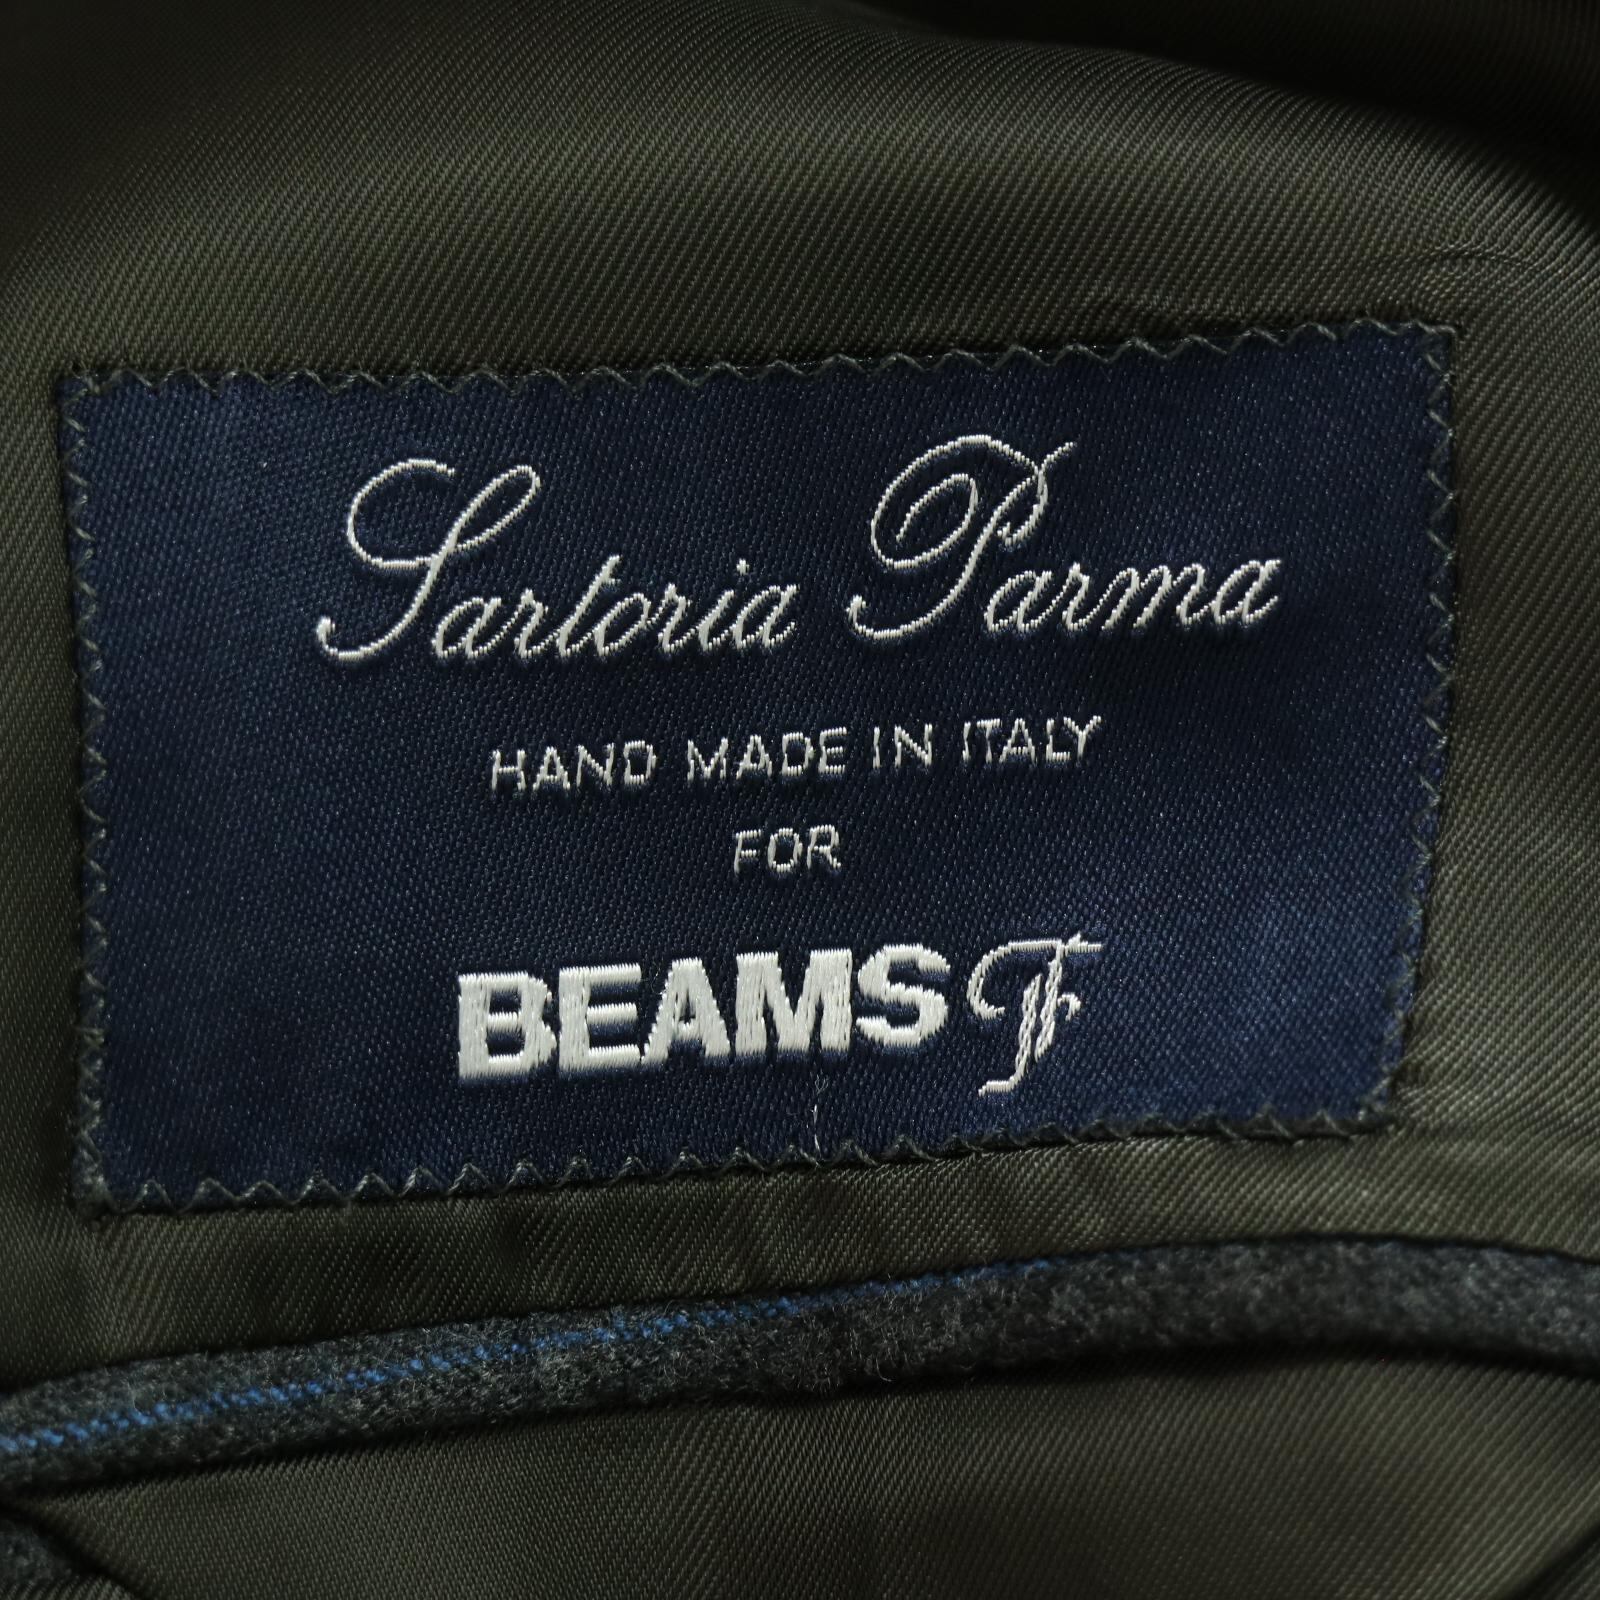 Sartoria Parma
HAND MADE IN ITALY
FOR
BEAMS F